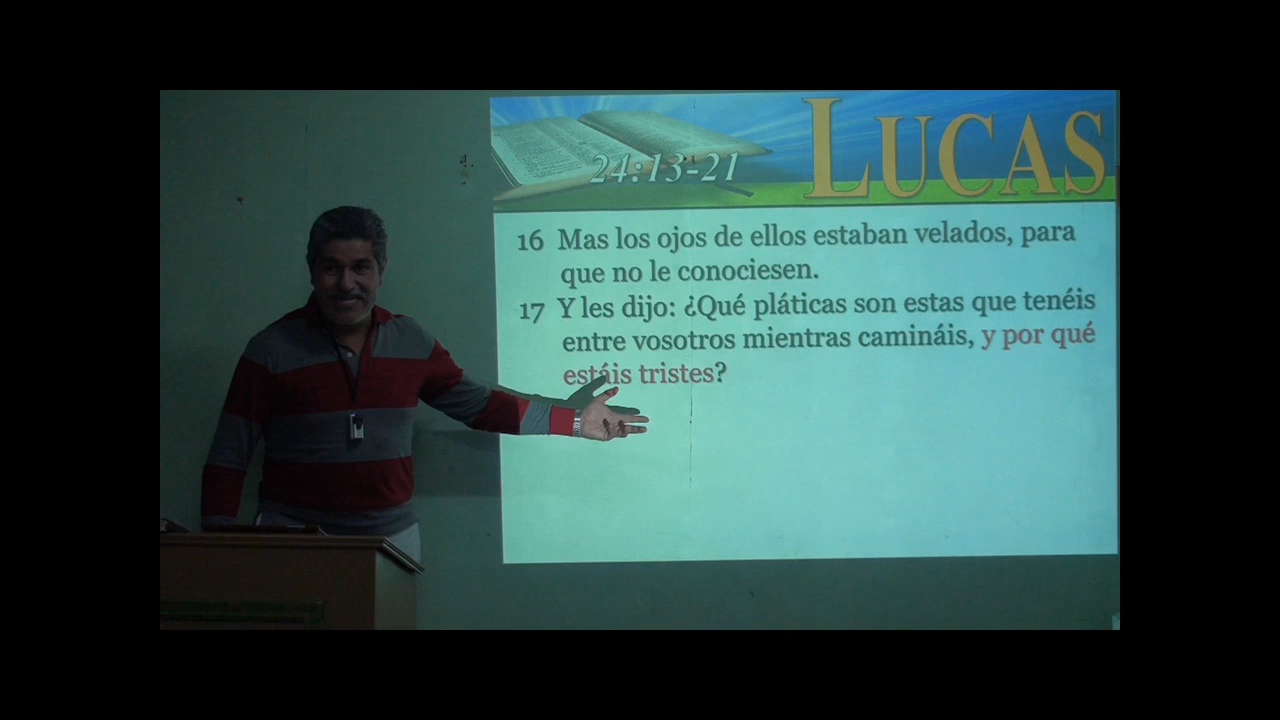 LUCAS
24:13-21
16 Mas los ojos de ellos estaban velados, para
que no le conociesen.
17 Y les dijo: ¿Qué pláticas son estas que tenéis
entre vosotros mientras camináis, y por qué
estáis tristes?